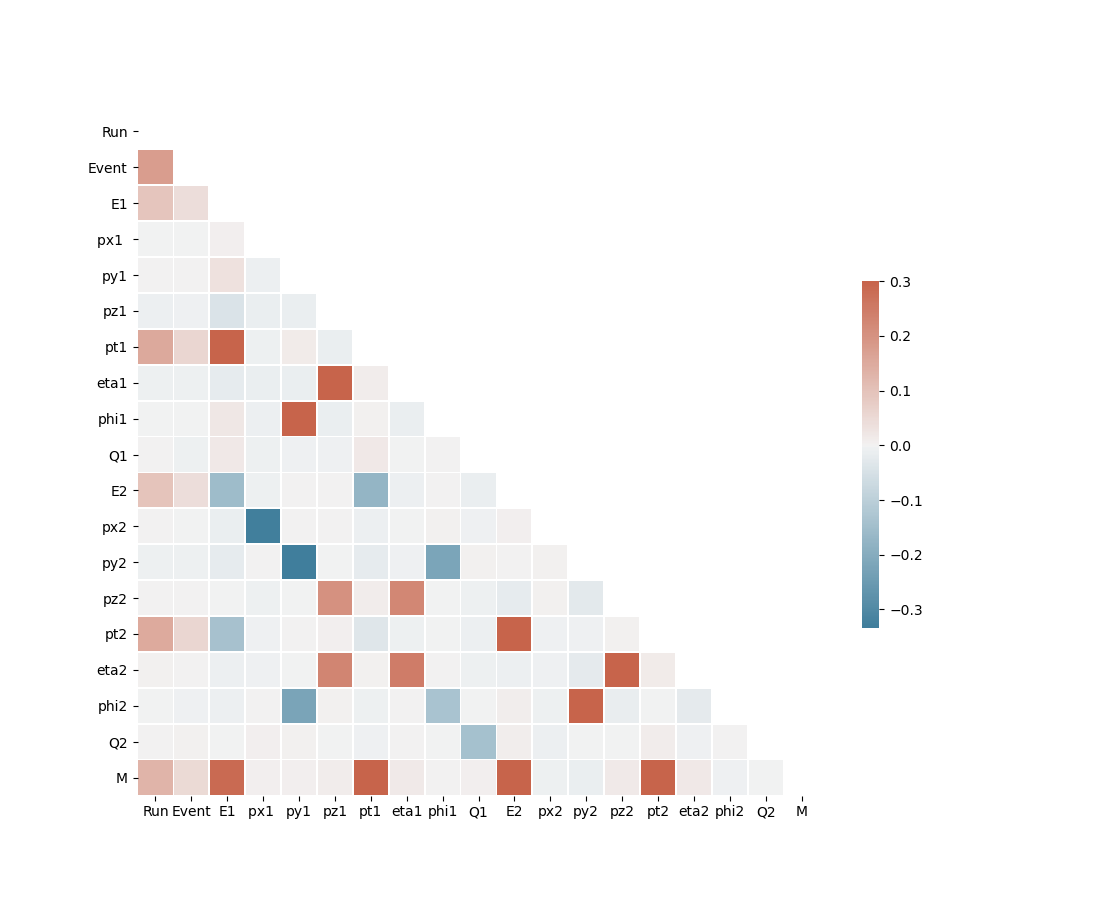 Run
Event
E1
px1
py1
pz1
pt1
eta1
phi1
Q1
E2
px2
py2
pz2
pt2
eta2
phi2
Q2
M
Run Event E1 px1 py1 pz1 pt1 eta1 phi1 Q1 E2 px2 py2 pz2 pt2 eta2 phi2 Q2 M
0.3
0.2
0.1
0.0
−0.1
−0.2
−0.3